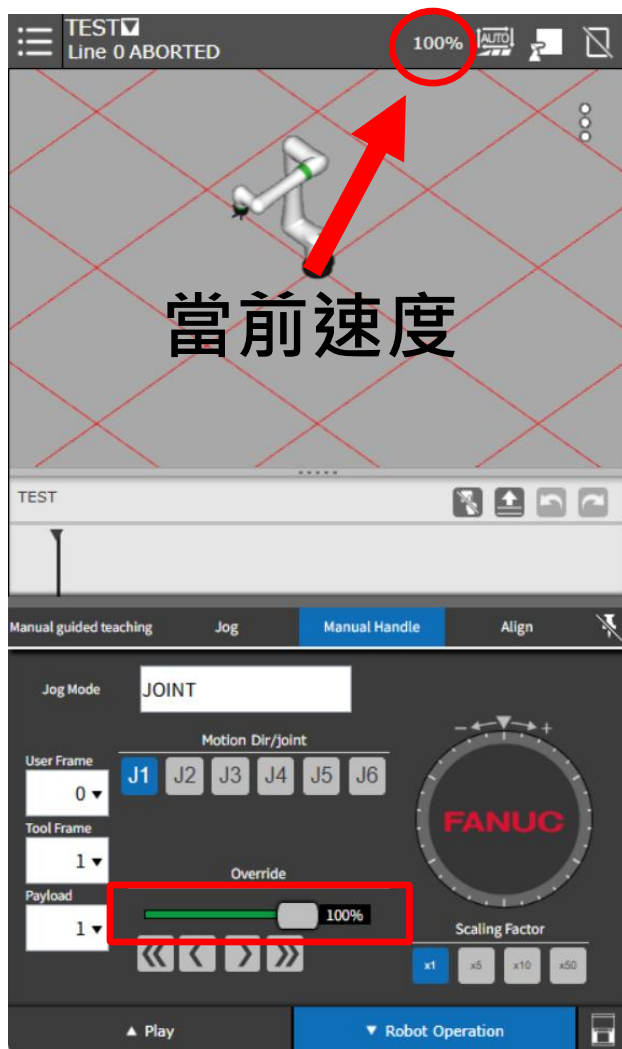 TEST
Line 0 ABORTED
100%
AUTO
當前速度
TEST
Manual guided teaching
Jog
Manual Handle
Align
Jog Mode
JOINT
Motion Dir/joint
J1 J2 J3 J4 J5 J6
User Frame
0
Tool Frame
1
Payload
1
Override
100%
- +
FANUC
Scaling Factor
x1 x5 x10 x50
Play
Robot Operation